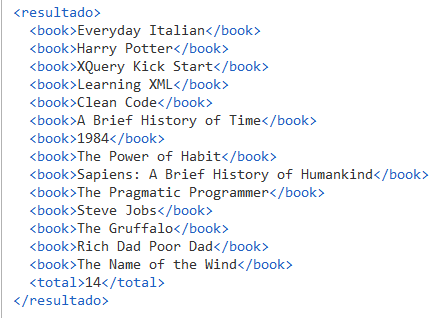 <resultado>
  <book>Everyday Italian</book>
  <book>Harry Potter</book>
  <book>XQuery Kick Start</book>
  <book>Learning XML</book>
  <book>Clean Code</book>
  <book>A Brief History of Time</book>
  <book>1984</book>
  <book>The Power of Habit</book>
  <book>Sapiens: A Brief History of Humankind</book>
  <book>The Pragmatic Programmer</book>
  <book>Steve Jobs</book>
  <book>The Gruffalo</book>
  <book>Rich Dad Poor Dad</book>
  <book>The Name of the Wind</book>
  <total>14</total>
</resultado>